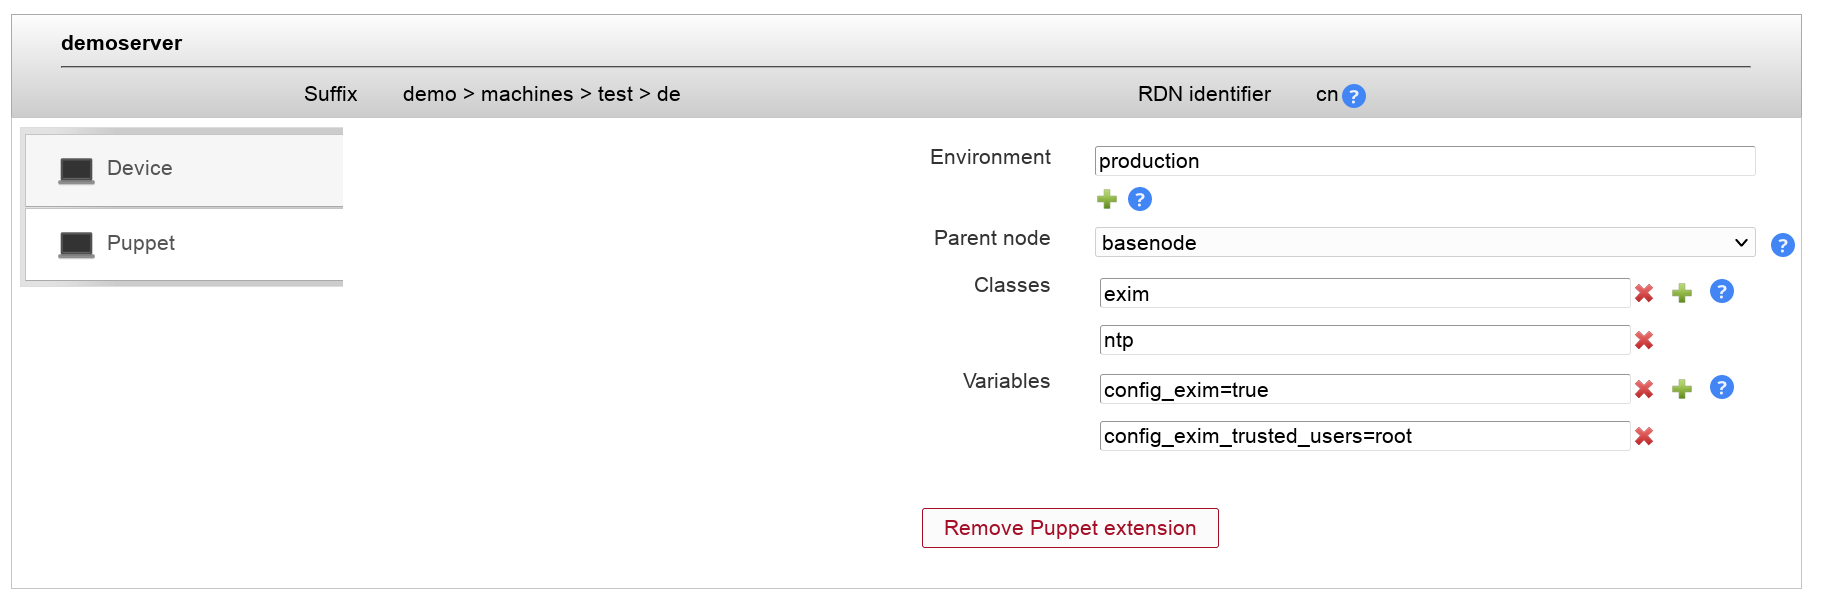 demoserver
Suffix demo > machines > test > de RDN identifier cn ?
Device
Puppet
Environment production
?
Parent node basenode ?
Classes exim ?
ntp
Variables config_exim=true ?
config_exim_trusted_users=root
Remove Puppet extension